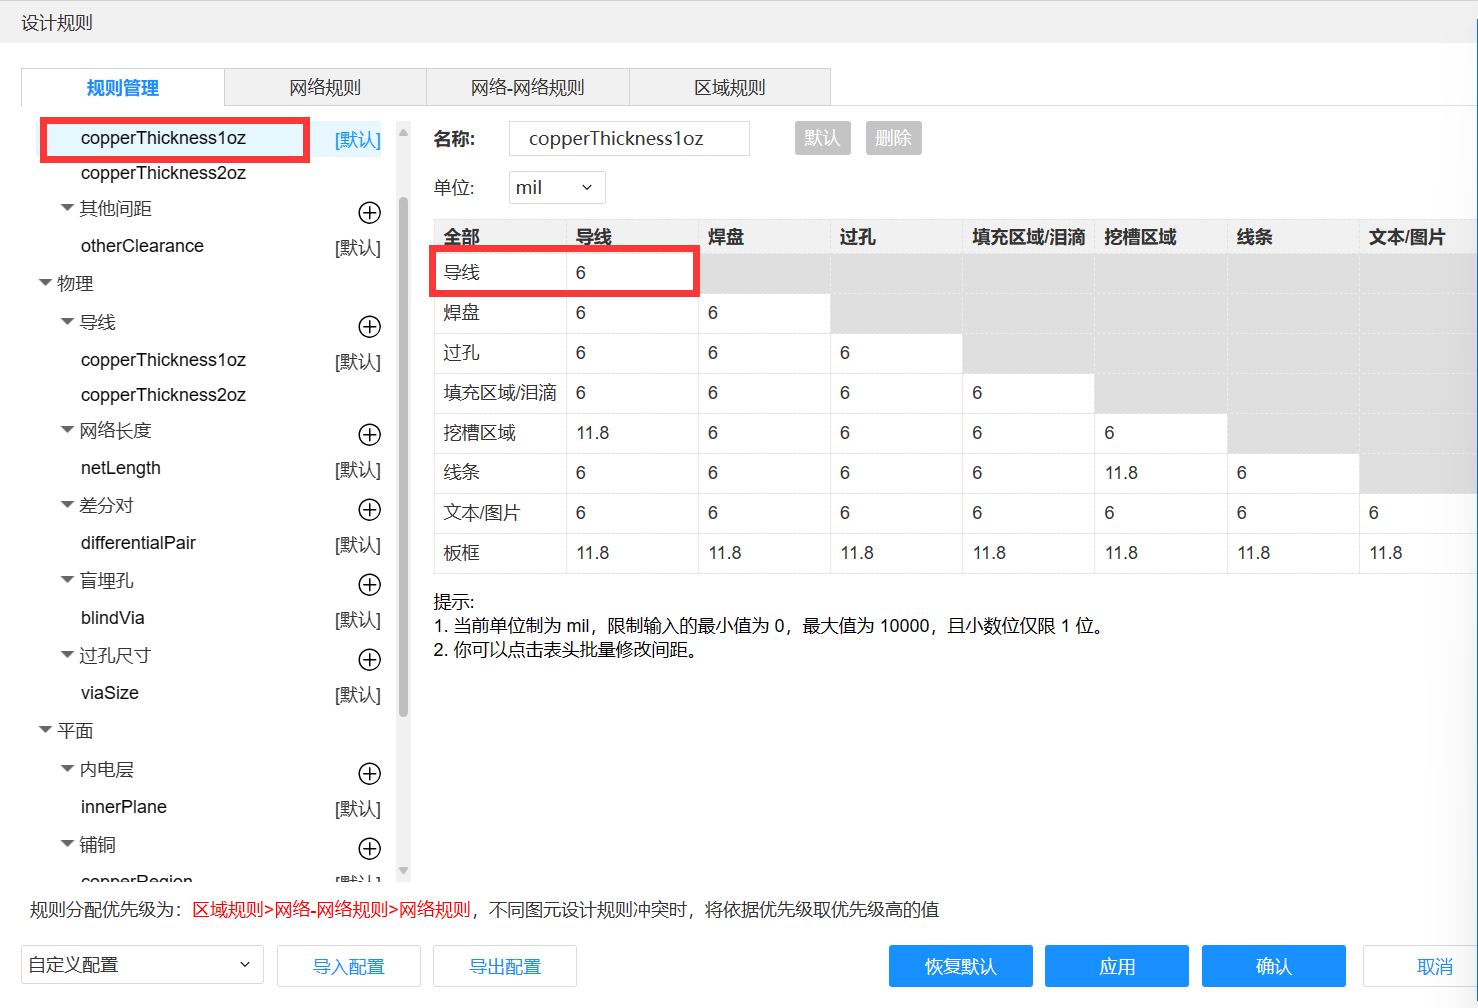 设计规则
规则管理 网络规则 网络-网络规则 区域规则
copperThickness1oz [默认]
copperThickness2oz
其他间距
otherClearance [默认]
物理
导线
copperThickness1oz [默认]
copperThickness2oz
网络长度
netLength [默认]
差分对
differentialPair [默认]
盲埋孔
blindVia [默认]
过孔尺寸
viaSize [默认]
平面
内电层
innerPlane [默认]
铺铜
copperRegion [默认]
名称: copperThickness1oz 默认 删除
单位: mil
全部 导线 焊盘 过孔 填充区域/泪滴 挖槽区域 线条 文本/图片
导线 6
焊盘 6 6
过孔 6 6 6
填充区域/泪滴 6 6 6 6
挖槽区域 11.8 6 6 6 6
线条 6 6 6 6 11.8 6
文本/图片 6 6 6 6 6 6 6
板框 11.8 11.8 11.8 11.8 11.8 11.8 11.8
提示:
1. 当前单位制为 mil，限制输入的最小值为 0，最大值为 10000，且小数位仅限 1 位。
2. 你可以点击表头批量修改间距。
规则分配优先级为：区域规则>网络-网络规则>网络规则，不同图元设计规则冲突时，将依据优先级取优先级高的值
自定义配置 导入配置 导出配置 恢复默认 应用 确认 取消